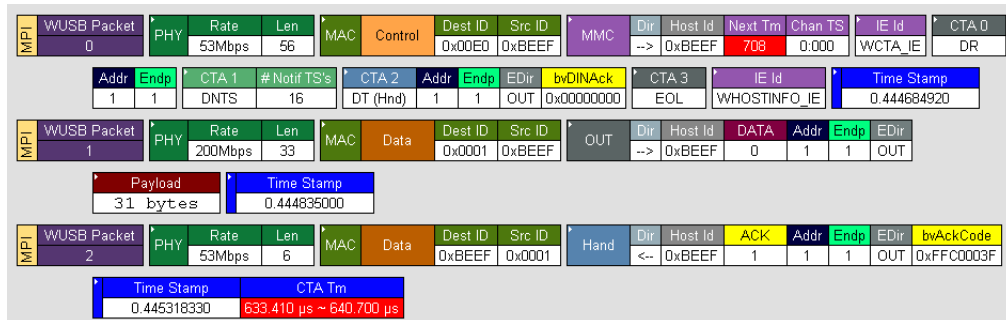 MPI WUSB Packet 0 PHY Rate 53Mbps Len 56 MAC Control Dest ID 0x00E0 Src ID 0xBEEF MMC Dir --> Host Id 0xBEEF Next Tm 708 Chan TS 0:000 IE Id WCTA_IE CTA 0 DR
Addr 1 Endp 1 CTA 1 DNTS # Notif TS's 16 CTA 2 DT (Hnd) Addr 1 Endp 1 EDir OUT bvDINAck 0x00000000 CTA 3 EOL IE Id WHOSTINFO_IE Time Stamp 0.444684920
MPI WUSB Packet 1 PHY Rate 200Mbps Len 33 MAC Data Dest ID 0x0001 Src ID 0xBEEF OUT Dir --> Host Id 0xBEEF DATA 0 Addr 1 Endp 1 EDir OUT
Payload 31 bytes Time Stamp 0.444835000
MPI WUSB Packet 2 PHY Rate 53Mbps Len 6 MAC Data Dest ID 0xBEEF Src ID 0x0001 Hand Dir <-- Host Id 0xBEEF ACK 1 Addr 1 Endp 1 EDir OUT bvAckCode 0xFFC0003F
Time Stamp 0.445318330 CTA Tm 633.410 µs ~ 640.700 µs